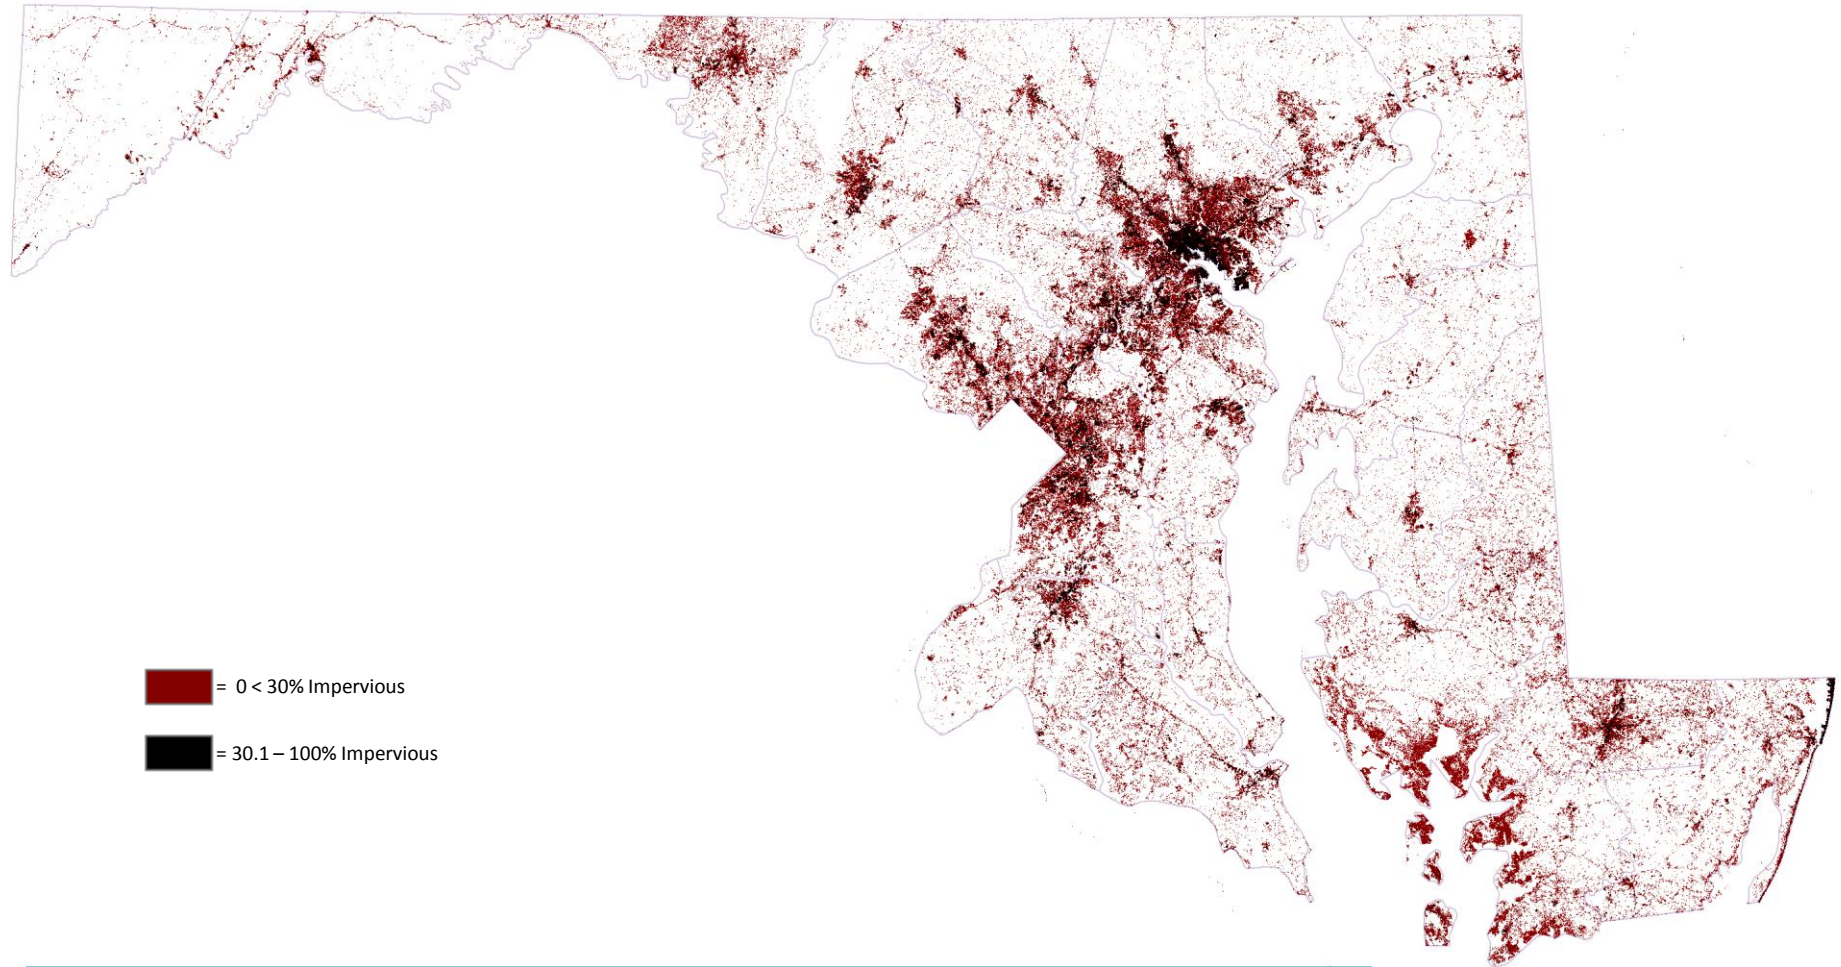 = 0 < 30% Impervious
= 30.1 – 100% Impervious